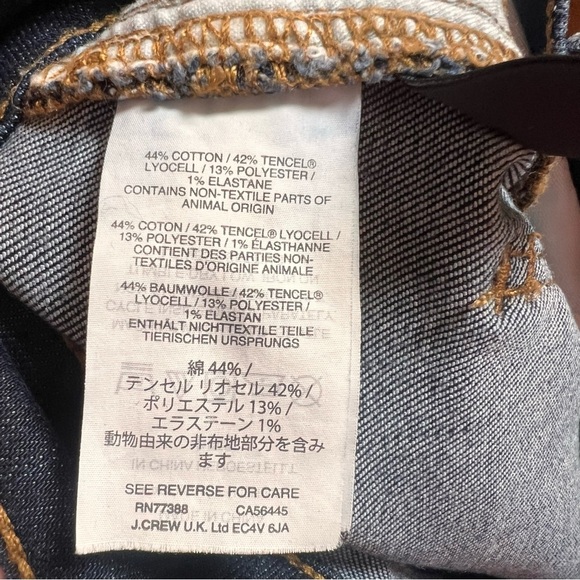 44% COTTON / 42% TENCEL®
LYOCELL / 13% POLYESTER /
1% ELASTANE
CONTAINS NON-TEXTILE PARTS OF
ANIMAL ORIGIN
44% COTON / 42% TENCEL® LYOCELL /
13% POLYESTER / 1% ÉLASTHANNE
CONTIENT DES PARTIES NON-
TEXTILES D'ORIGINE ANIMALE
44% BAUMWOLLE / 42% TENCEL®
LYOCELL / 13% POLYESTER /
1% ELASTAN
ENTHÄLT NICHTTEXTILE TEILE
TIERISCHEN URSPRUNGS
綿 44% /
テンセル リオセル 42% /
ポリエステル 13% /
エラステーン 1%
動物由来の非布地部分を含み
ます
SEE REVERSE FOR CARE
RN77388 CA56445
J.CREW U.K. Ltd EC4V 6JA